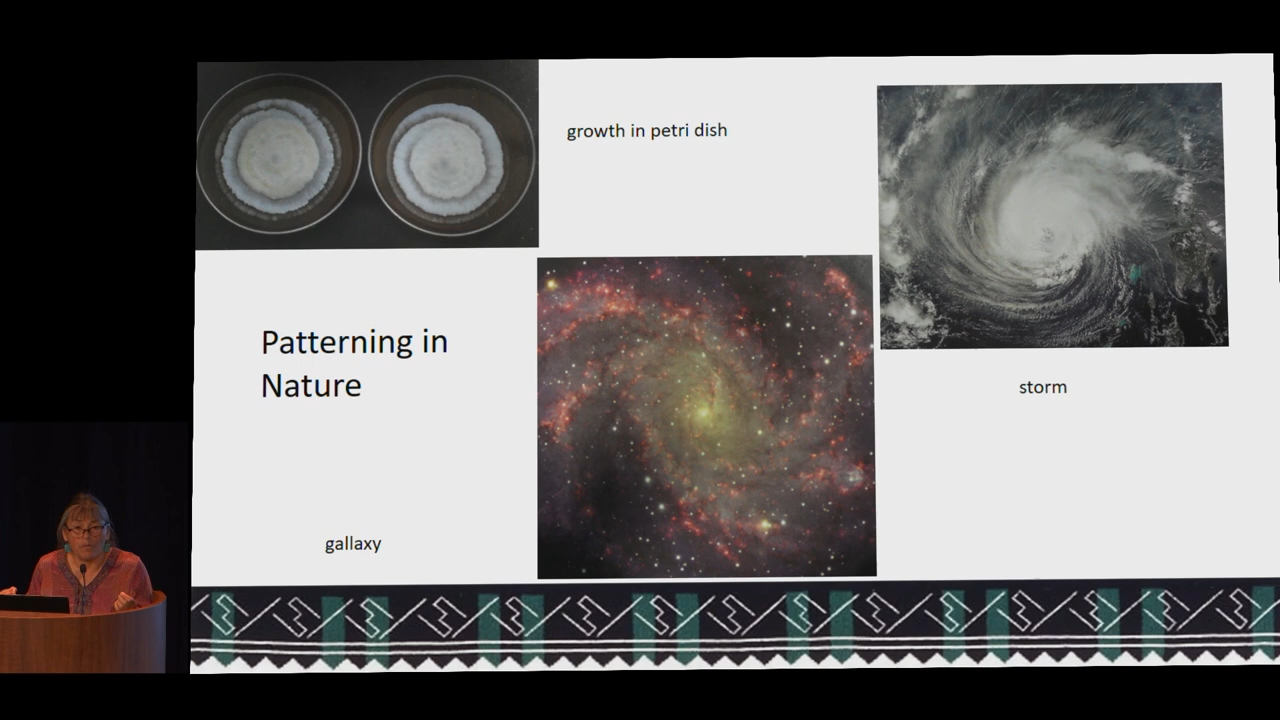 growth in petri dish
Patterning in
Nature
storm
gallaxy